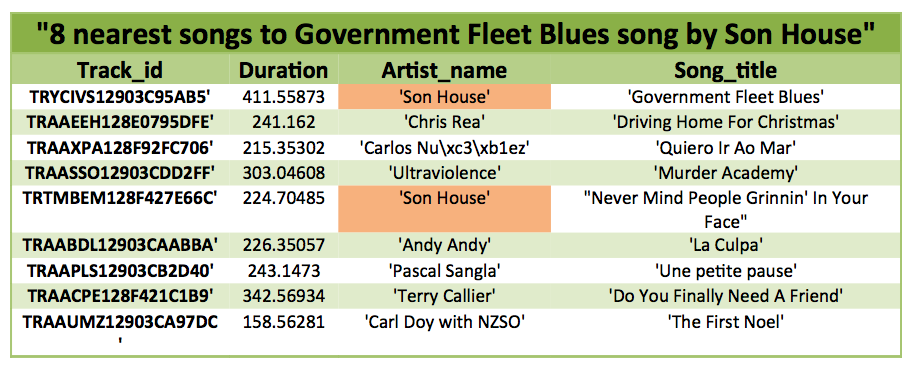 "8 nearest songs to Government Fleet Blues song by Son House"
Track_id Duration Artist_name Song_title
TRYCIVS12903C95AB5' 411.55873 'Son House' 'Government Fleet Blues'
TRAAEEH128E0795DFE' 241.162 'Chris Rea' 'Driving Home For Christmas'
TRAAXPA128F92FC706' 215.35302 'Carlos Nu\xc3\xb1ez' 'Quiero Ir Ao Mar'
TRAASSO12903CDD2FF' 303.04608 'Ultraviolence' 'Murder Academy'
TRTMBEM128F427E66C' 224.70485 'Son House' "Never Mind People Grinnin' In Your
Face"
TRAABDL12903CAABBA' 226.35057 'Andy Andy' 'La Culpa'
TRAAPLS12903CB2D40' 243.1473 'Pascal Sangla' 'Une petite pause'
TRAACPE128F421C1B9' 342.56934 'Terry Callier' 'Do You Finally Need A Friend'
TRAAUMZ12903CA97DC 158.56281 'Carl Doy with NZSO' 'The First Noel'
'